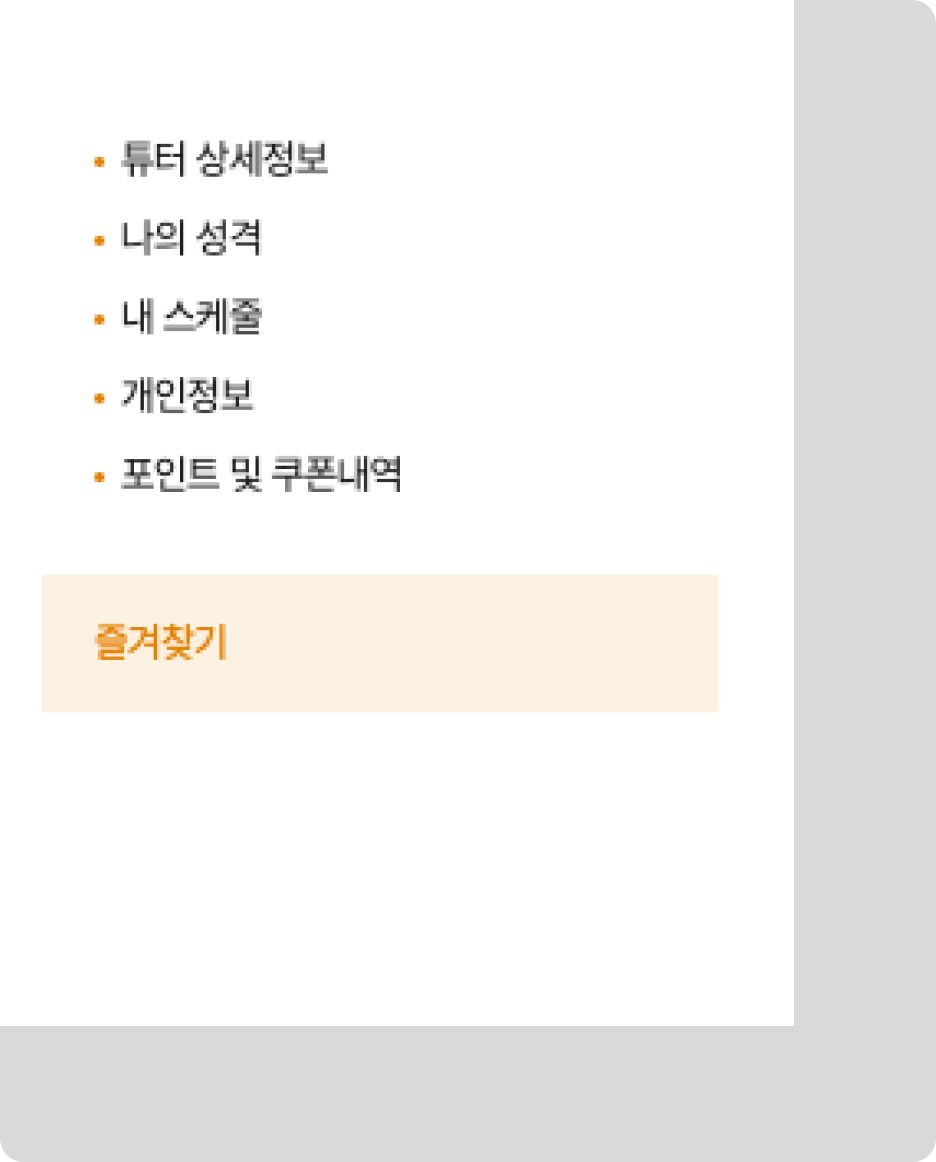 • 튜터 상세정보
• 나의 성격
• 내 스케줄
• 개인정보
• 포인트 및 쿠폰내역
즐겨찾기